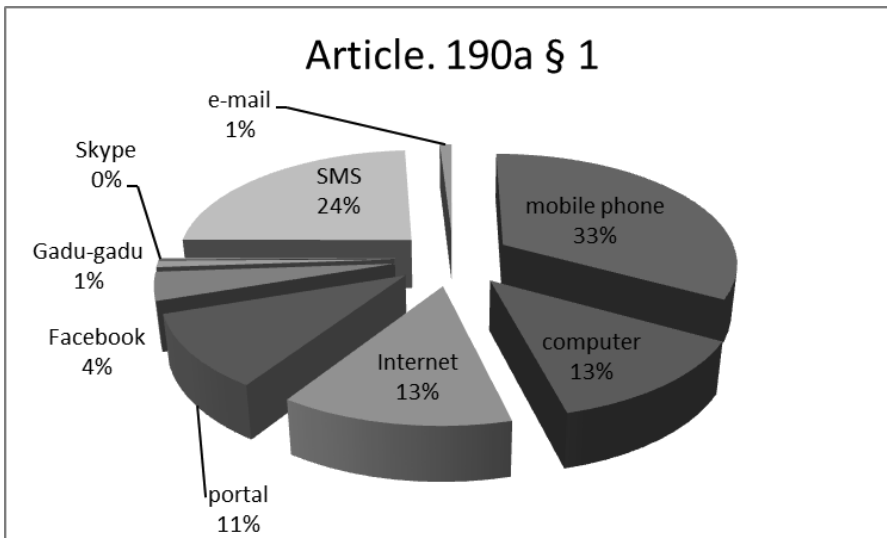 Article. 190a § 1
e-mail
1%
Skype
0%
SMS
24%
mobile phone
33%
Gadu-gadu
1%
Facebook
4%
Internet
13%
computer
13%
portal
11%